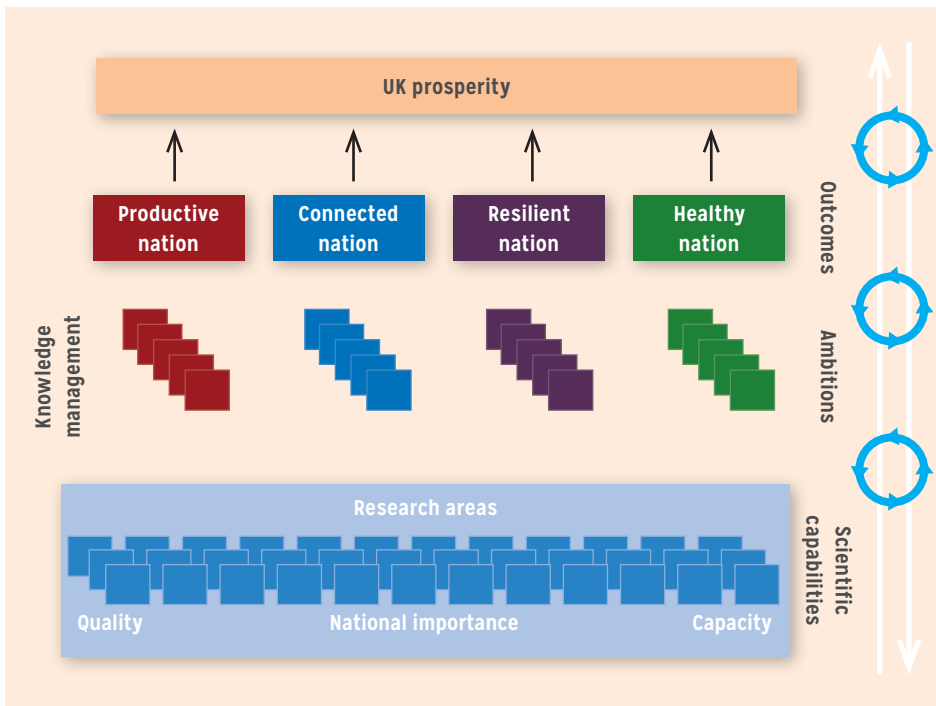 UK prosperity
Productive
nation
Connected
nation
Resilient
nation
Healthy
nation
Outcomes
Knowledge
management
Ambitions
Research areas
Quality
National importance
Capacity
Scientific
capabilities